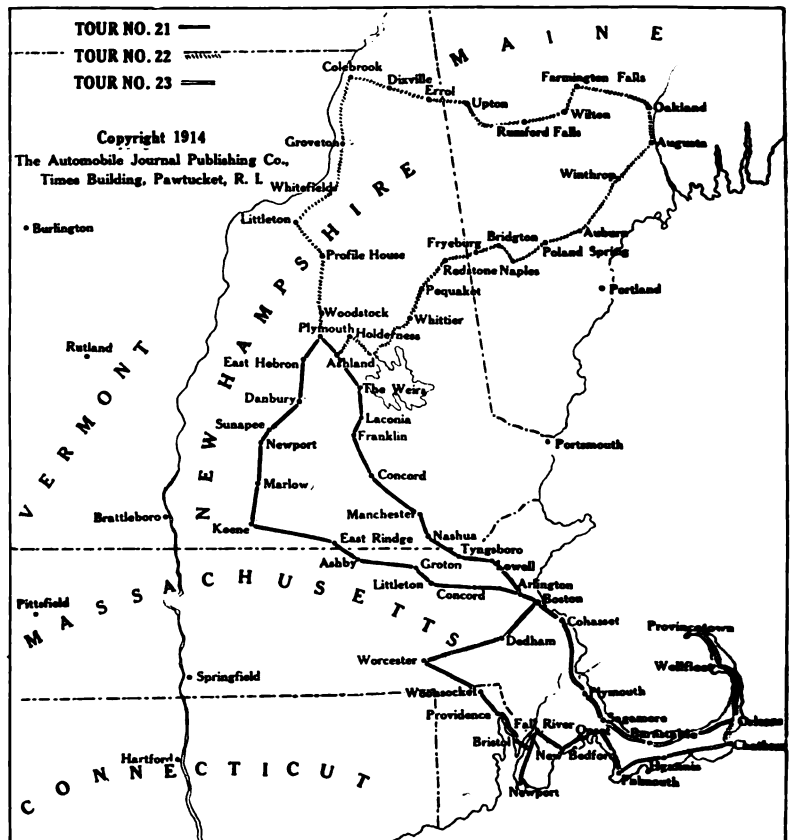 TOUR NO. 21
TOUR NO. 22
TOUR NO. 23
Copyright 1914
The Automobile Journal Publishing Co.,
Times Building, Pawtucket, R. I.
MAINE
Colebrook
Dixville
Errol
Upton
Farmington Falls
Oakland
Wilton
Rumford Falls
Augusta
Groveton
Winthrop
Whitefields
Littleton
Burlington
NEW HAMPSHIRE
Profile House
Fryeburg
Bridgton
Auburn
Poland Spring
Redstone
Naples
Pequaket
Portland
Woodstock
Whittier
Plymouth
Holderness
Rutland
East Hebron
Ashland
VERMONT
Danbury
The Weirs
Sunapee
Laconia
Newport
Franklin
Portsmouth
Marlow
Concord
Brattleboro
Manchester
Keene
East Rindge
Nashua
Tyngsboro
Ashby
Groton
Lowell
Littleton
Concord
Arlington
Boston
MASSACHUSETTS
Pittsfield
Cohasset
Provincetown
Dedham
Worcester
Wellfleet
Springfield
Woonsocket
Plymouth
Providence
Sagamore
Orleans
Fall River
Onset
Barnstable
Bristol
New Bedford
Chatham
Hartford
Hyannis
Falmouth
Newport
CONNECTICUT